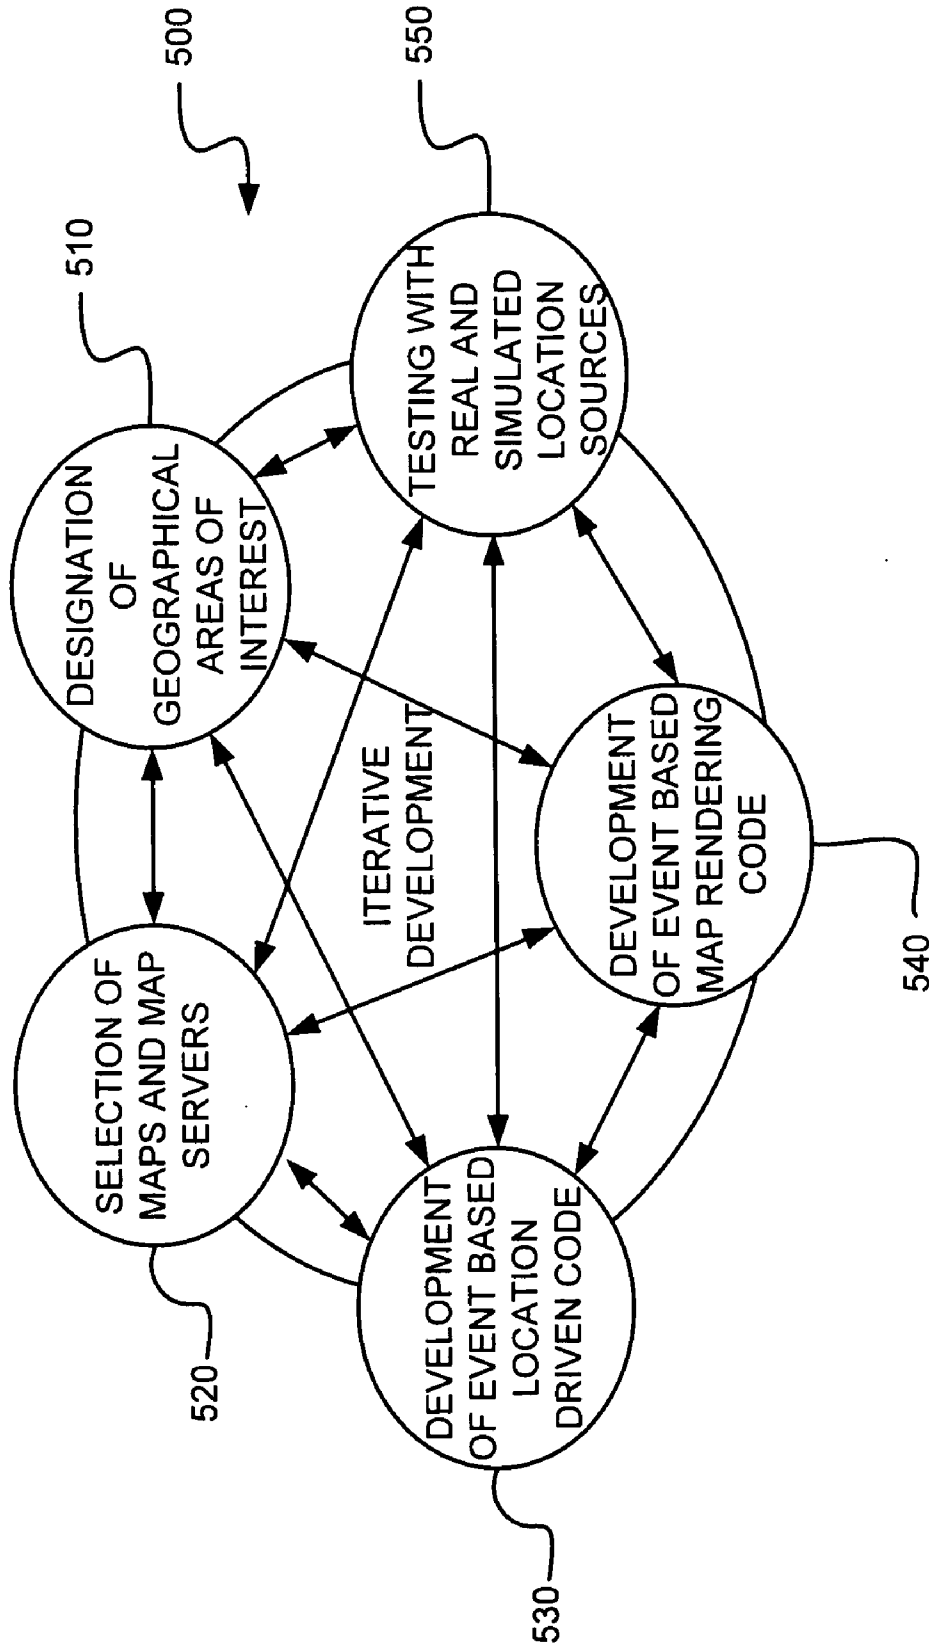 500
510
DESIGNATION
OF
GEOGRAPHICAL
AREAS OF
INTEREST
520
SELECTION OF
MAPS AND MAP
SERVERS
550
TESTING WITH
REAL AND
SIMULATED
LOCATION
SOURCES
ITERATIVE
DEVELOPMENT
530
DEVELOPMENT
OF EVENT BASED
LOCATION
DRIVEN CODE
540
DEVELOPMENT
OF EVENT BASED
MAP RENDERING
CODE